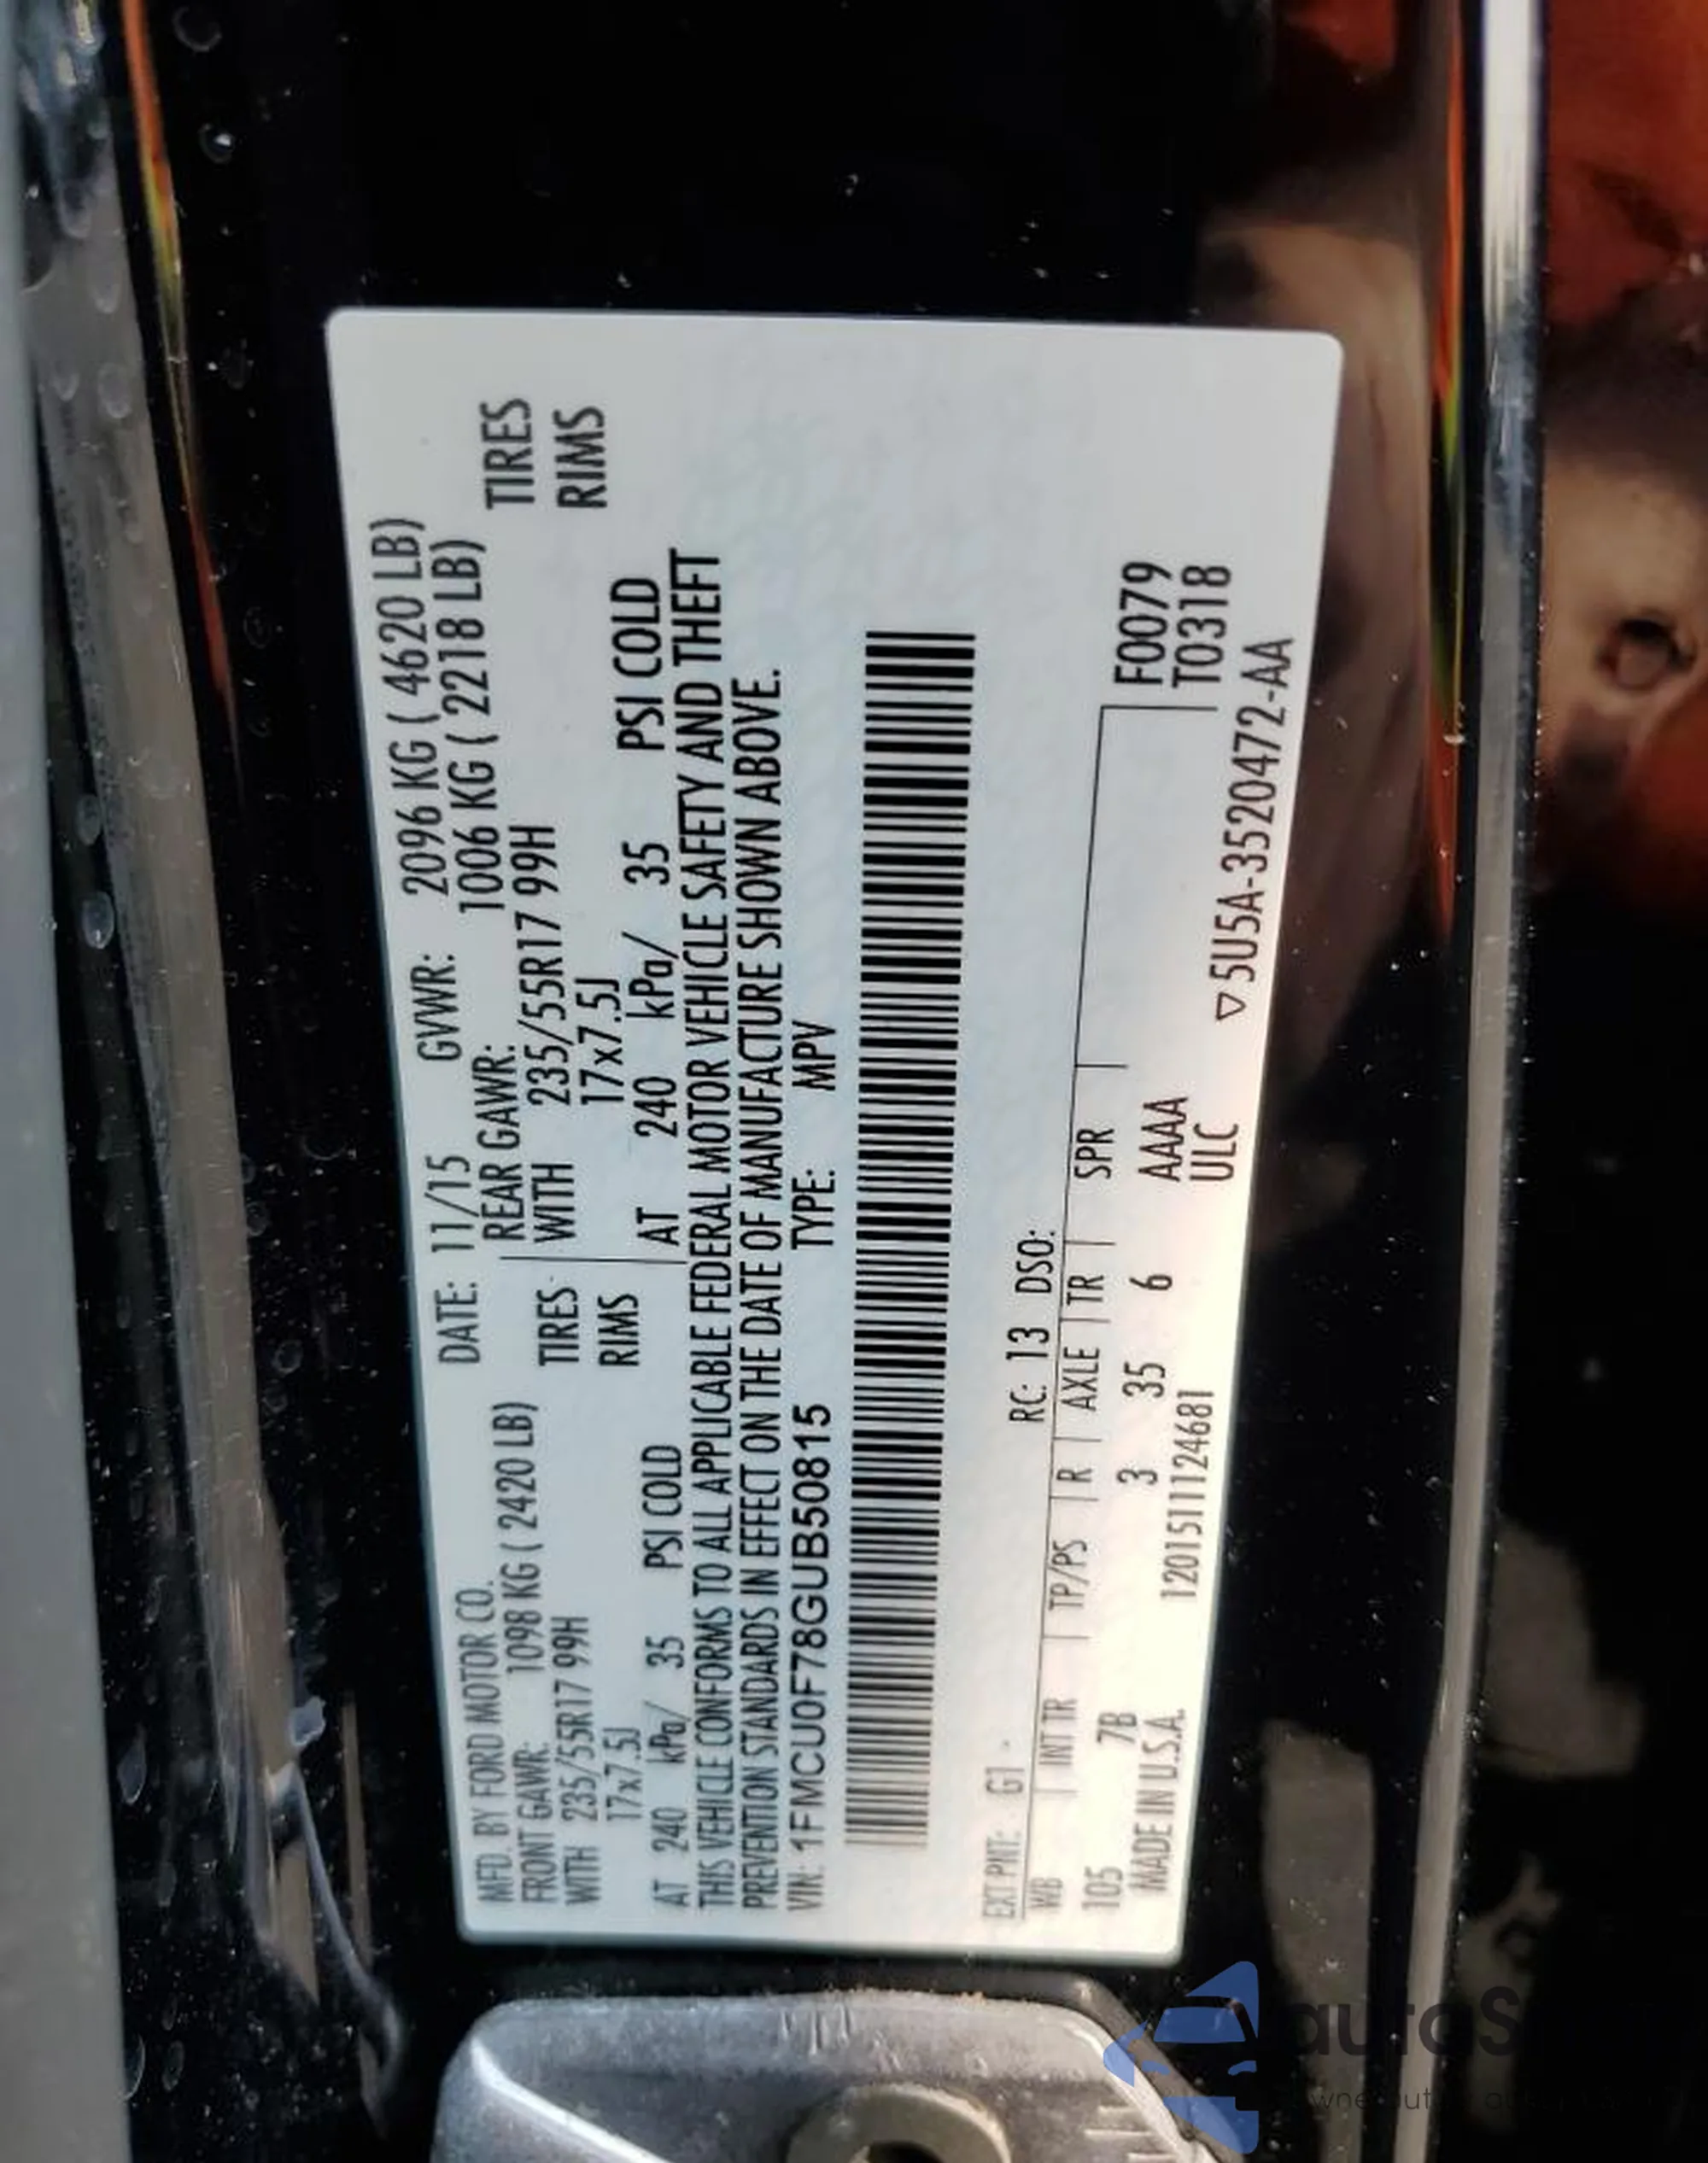 MFD. BY FORD MOTOR CO. DATE: 11/15 GVWR: 2096 KG ( 4620 LB)
FRONT GAWR: 1098 KG ( 2420 LB) REAR GAWR: 1006 KG ( 2218 LB)
WITH 235/55R17 99H TIRES WITH 235/55R17 99H TIRES
17x7.5J RIMS 17x7.5J RIMS
AT 240 kPa/ 35 PSI COLD AT 240 kPa/ 35 PSI COLD
THIS VEHICLE CONFORMS TO ALL APPLICABLE FEDERAL MOTOR VEHICLE SAFETY AND THEFT
PREVENTION STANDARDS IN EFFECT ON THE DATE OF MANUFACTURE SHOWN ABOVE.
VIN: 1FMCU0F78GUB50815 TYPE: MPV
EXT PNT: G1 RC: 13 DSO:
WB INT TR TP/PS R AXLE TR SPR
F0079
105 7B 3 35 6 AAAA T0318
MADE IN U.S.A. 1201511124681 ULC
▽5U5A-3520472-AA